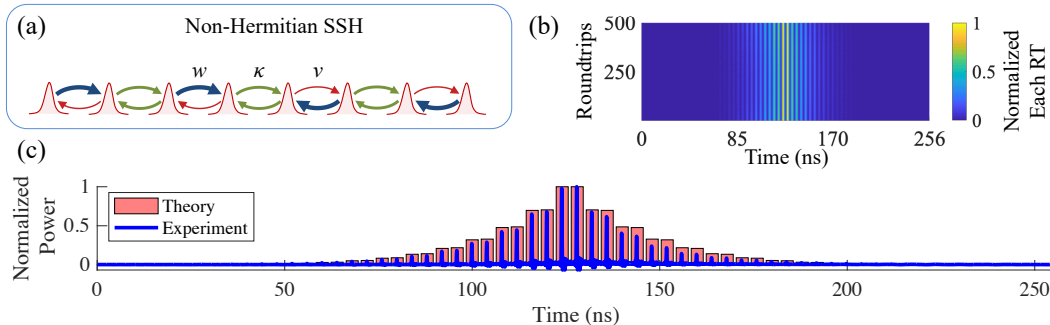 (a)
Non-Hermitian SSH
w κ v
(b)
Roundtrips
500
250
0 85 170 256
Time (ns)
1
0.5
0
Normalized
Each RT
(c)
Normalized
Power
1
0.5
0
Theory
Experiment
0 50 100 150 200 250
Time (ns)